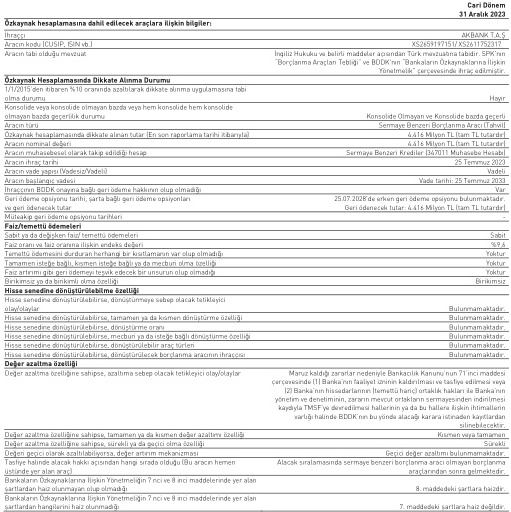 Cari Dönem
31 Aralık 2023
Özkaynak hesaplamasına dahil edilecek araçlara ilişkin bilgiler:
İhraççı AKBANK T.A.Ş
Aracın kodu (CUSIP, ISIN vb.) XS2659197151/ XS2611752317
Aracın tabi olduğu mevzuat İngiliz Hukuku ve belirli maddeler açısından Türk mevzuatına tabidir. SPK'nın
"Borçlanma Araçları Tebliği" ve BDDK'nın "Bankaların Özkaynaklarına İlişkin
Yönetmelik" çerçevesinde ihraç edilmiştir.
Özkaynak Hesaplamasında Dikkate Alınma Durumu
1/1/2015'den itibaren %10 oranında azaltılarak dikkate alınma uygulamasına tabi
olma durumu Hayır
Konsolide veya konsolide olmayan bazda veya hem konsolide hem konsolide
olmayan bazda geçerlilik durumu Konsolide Olmayan ve Konsolide bazda geçerli
Aracın türü Sermaye Benzeri Borçlanma Aracı (Tahvil)
Özkaynak hesaplamasında dikkate alınan tutar (En son raporlama tarihi itibarıyla) 4.416 Milyon TL (tam TL tutardır)
Aracın nominal değeri 4.416 Milyon TL (tam TL tutardır)
Aracın muhasebesel olarak takip edildiği hesap Sermaye Benzeri Krediler (347011 Muhasebe Hesabı)
Aracın ihraç tarihi 25 Temmuz 2023
Aracın vade yapısı (Vadesiz/Vadeli) Vadeli
Aracın başlangıç vadesi Vade tarihi: 25 Temmuz 2033
İhraççının BDDK onayına bağlı geri ödeme hakkının olup olmadığı Var
Geri ödeme opsiyonu tarihi, şarta bağlı geri ödeme opsiyonları 25.07.2028'de erken geri ödeme opsiyonu bulunmaktadır.
ve geri ödenecek tutar Geri ödenecek tutar: 4.416 Milyon TL (tam TL tutardır)
Müteakip geri ödeme opsiyonu tarihleri -
Faiz/temettü ödemeleri
Sabit ya da değişken faiz/ temettü ödemeleri Sabit
Faiz oranı ve faiz oranına ilişkin endeks değeri %9,6
Temettü ödemesini durduran herhangi bir kısıtlamanın var olup olmadığı Yoktur
Tamamen isteğe bağlı, kısmen isteğe bağlı ya da mecburi olma özelliği Yoktur
Faiz artırımı gibi geri ödemeyi teşvik edecek bir unsurun olup olmadığı Yoktur
Birikimsiz ya da birikimli olma özelliği Birikimsiz
Hisse senedine dönüştürülebilme özelliği
Hisse senedine dönüştürülebilirse, dönüştürmeye sebep olacak tetikleyici
olay/olaylar Bulunmamaktadır.
Hisse senedine dönüştürülebilirse, tamamen ya da kısmen dönüştürme özelliği Bulunmamaktadır.
Hisse senedine dönüştürülebilirse, dönüştürme oranı Bulunmamaktadır.
Hisse senedine dönüştürülebilirse, mecburi ya da isteğe bağlı dönüştürme özelliği Bulunmamaktadır.
Hisse senedine dönüştürülebilirse, dönüştürülebilir araç türleri Bulunmamaktadır.
Hisse senedine dönüştürülebilirse, dönüştürülecek borçlanma aracının ihraççısı Bulunmamaktadır.
Değer azaltma özelliği
Değer azaltma özelliğine sahipse, azaltıma sebep olacak tetikleyici olay/olaylar Maruz kaldığı zararlar nedeniyle Bankacılık Kanunu'nun 71'inci maddesi
çerçevesinde (1) Banka'nın faaliyet izninin kaldırılması ve tasfiye edilmesi veya
(2) Banka'nın hissedarlarının (temettü hariç) ortaklık hakları ile Banka'nın
yönetim ve denetiminin, zararın mevcut ortakların sermayesinden indirilmesi
kaydıyla TMSF'ye devredilmesi hallerinin ya da bu hallere ilişkin ihtimallerin
varlığı halinde BDDK'nın bu yönde alacağı karara istinaden kayıtlardan
silinebilecektir.
Değer azaltma özelliğine sahipse, tamamen ya da kısmen değer azaltımı özelliği Kısmen veya tamamen
Değer azaltma özelliğine sahipse, sürekli ya da geçici olma özelliği Sürekli
Değeri geçici olarak azaltılabiliyorsa, değer artırım mekanizması Geçici değer azaltımı bulunmamaktadır.
Tasfiye halinde alacak hakkı açısından hangi sırada olduğu (Bu aracın hemen Alacak sıralamasında sermaye benzeri borçlanma aracı olmayan borçlanma
üstünde yer alan araç) araçlarından sonra gelmektedir.
Bankaların Özkaynaklarına İlişkin Yönetmeliğin 7 nci ve 8 inci maddelerinde yer alan
şartlardan haiz olunmayan olup olmadığı 8. maddedeki şartlara haizdir.
Bankaların Özkaynaklarına İlişkin Yönetmeliğin 7 nci ve 8 inci maddelerinde yer alan
şartlardan hangilerini haiz olunmadığı 7. maddedeki şartlara haiz değildir.